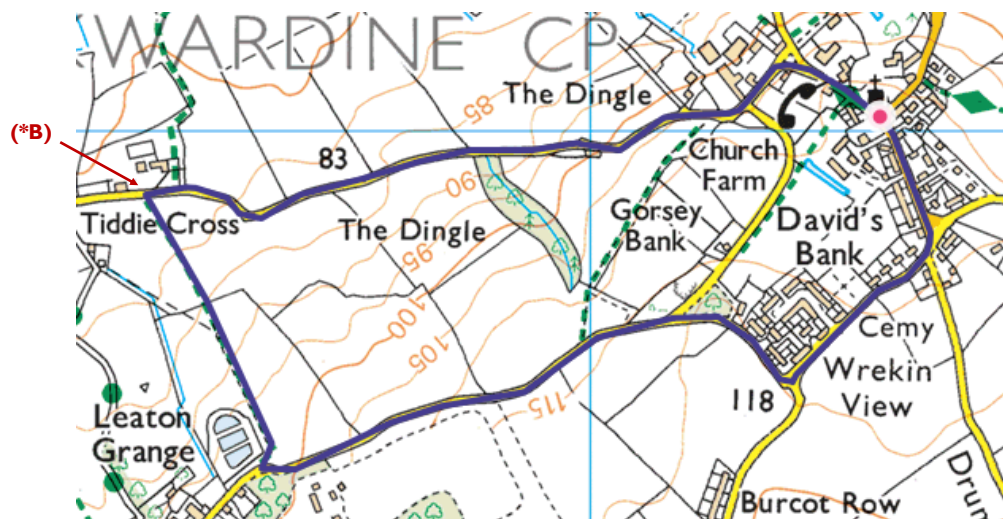 WARDINE CP
The Dingle
85
(*B)
83
Church
Farm
90
Tiddie Cross
The Dingle
Gorsey
Bank
David's
Bank
95
100
105
Cemy
Wrekin
View
115
118
Leaton
Grange
Burcot Row
Drun